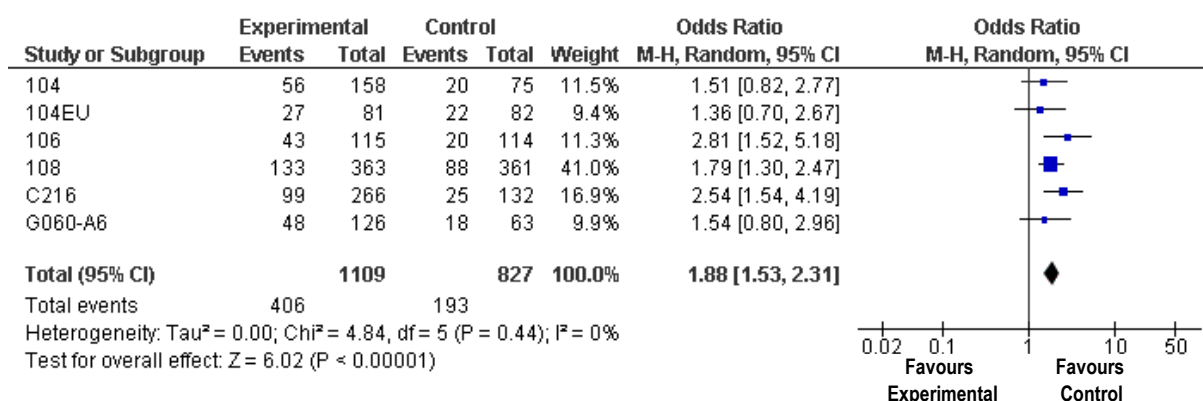 Experimental Control Odds Ratio Odds Ratio
Study or Subgroup Events Total Events Total Weight M-H, Random, 95% CI M-H, Random, 95% CI
104 56 158 20 75 11.5% 1.51 [0.82, 2.77]
104EU 27 81 22 82 9.4% 1.36 [0.70, 2.67]
106 43 115 20 114 11.3% 2.81 [1.52, 5.18]
108 133 363 88 361 41.0% 1.79 [1.30, 2.47]
C216 99 266 25 132 16.9% 2.54 [1.54, 4.19]
G060-A6 48 126 18 63 9.9% 1.54 [0.80, 2.96]
Total (95% CI) 1109 827 100.0% 1.88 [1.53, 2.31]
Total events 406 193
Heterogeneity: Tau² = 0.00; Chi² = 4.84, df = 5 (P = 0.44); I² = 0%
Test for overall effect: Z = 6.02 (P < 0.00001)
0.02 0.1 1 10 50
Favours Favours
Experimental Control